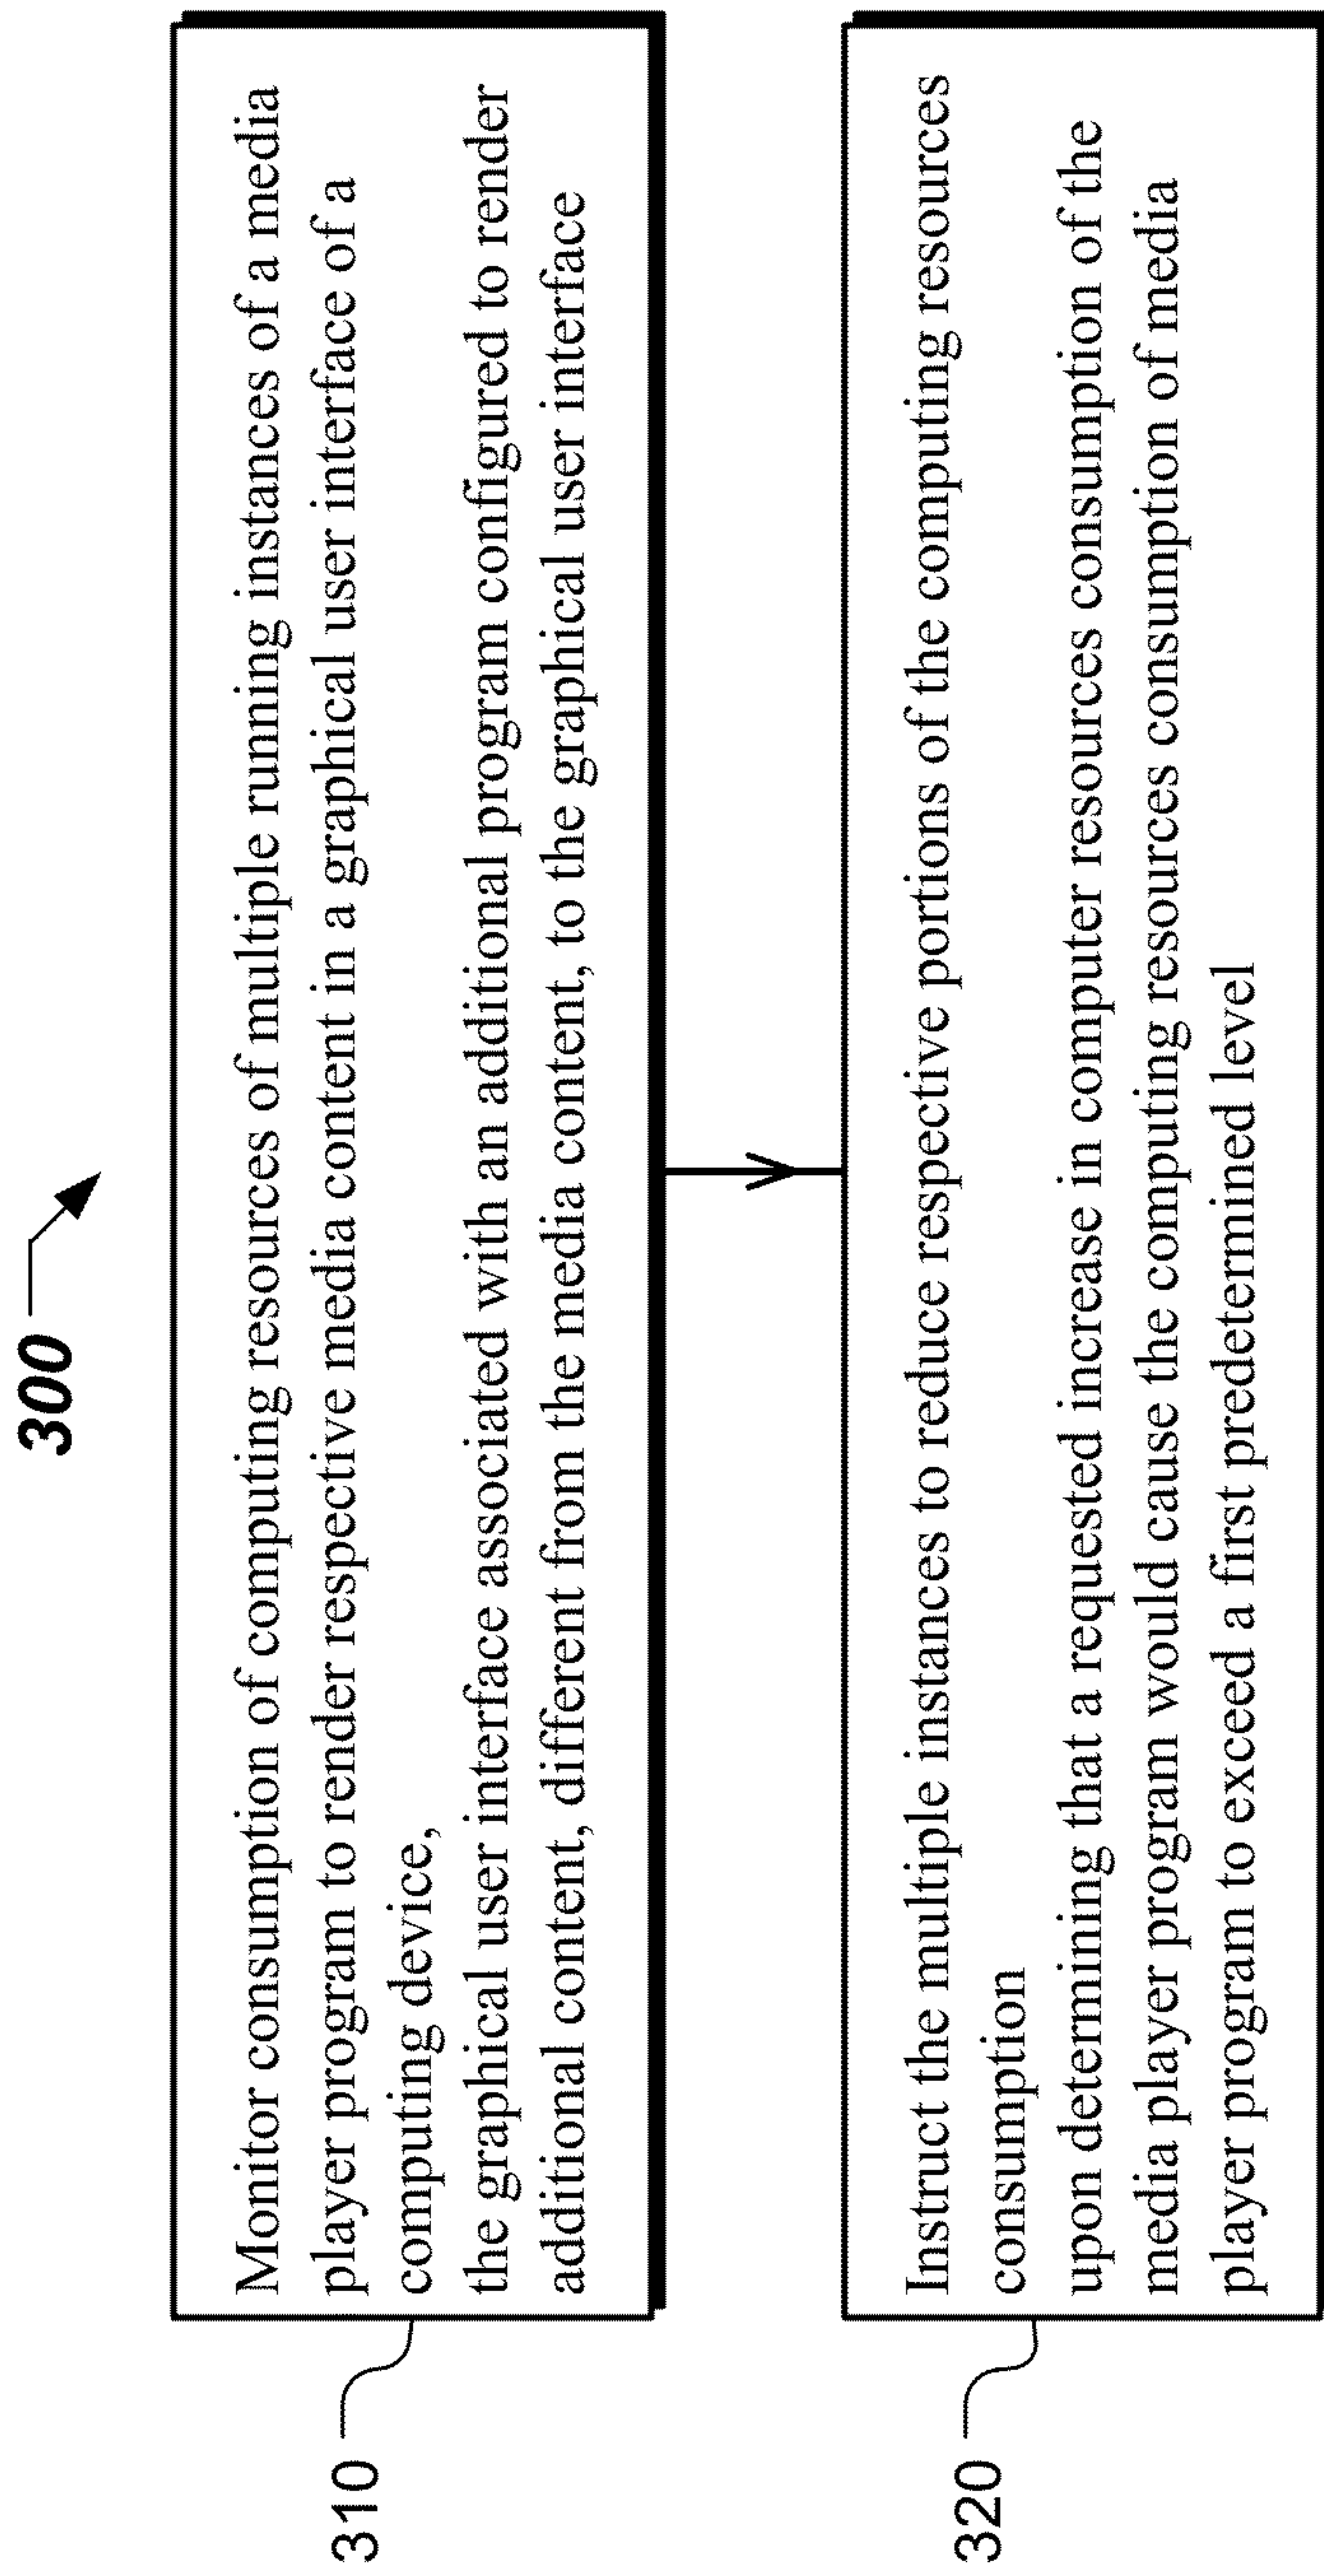 300
310
Monitor consumption of computing resources of multiple running instances of a media
player program to render respective media content in a graphical user interface of a
computing device,
the graphical user interface associated with an additional program configured to render
additional content, different from the media content, to the graphical user interface
320
Instruct the multiple instances to reduce respective portions of the computing resources
consumption
upon determining that a requested increase in computer resources consumption of the
media player program would cause the computing resources consumption of media
player program to exceed a first predetermined level